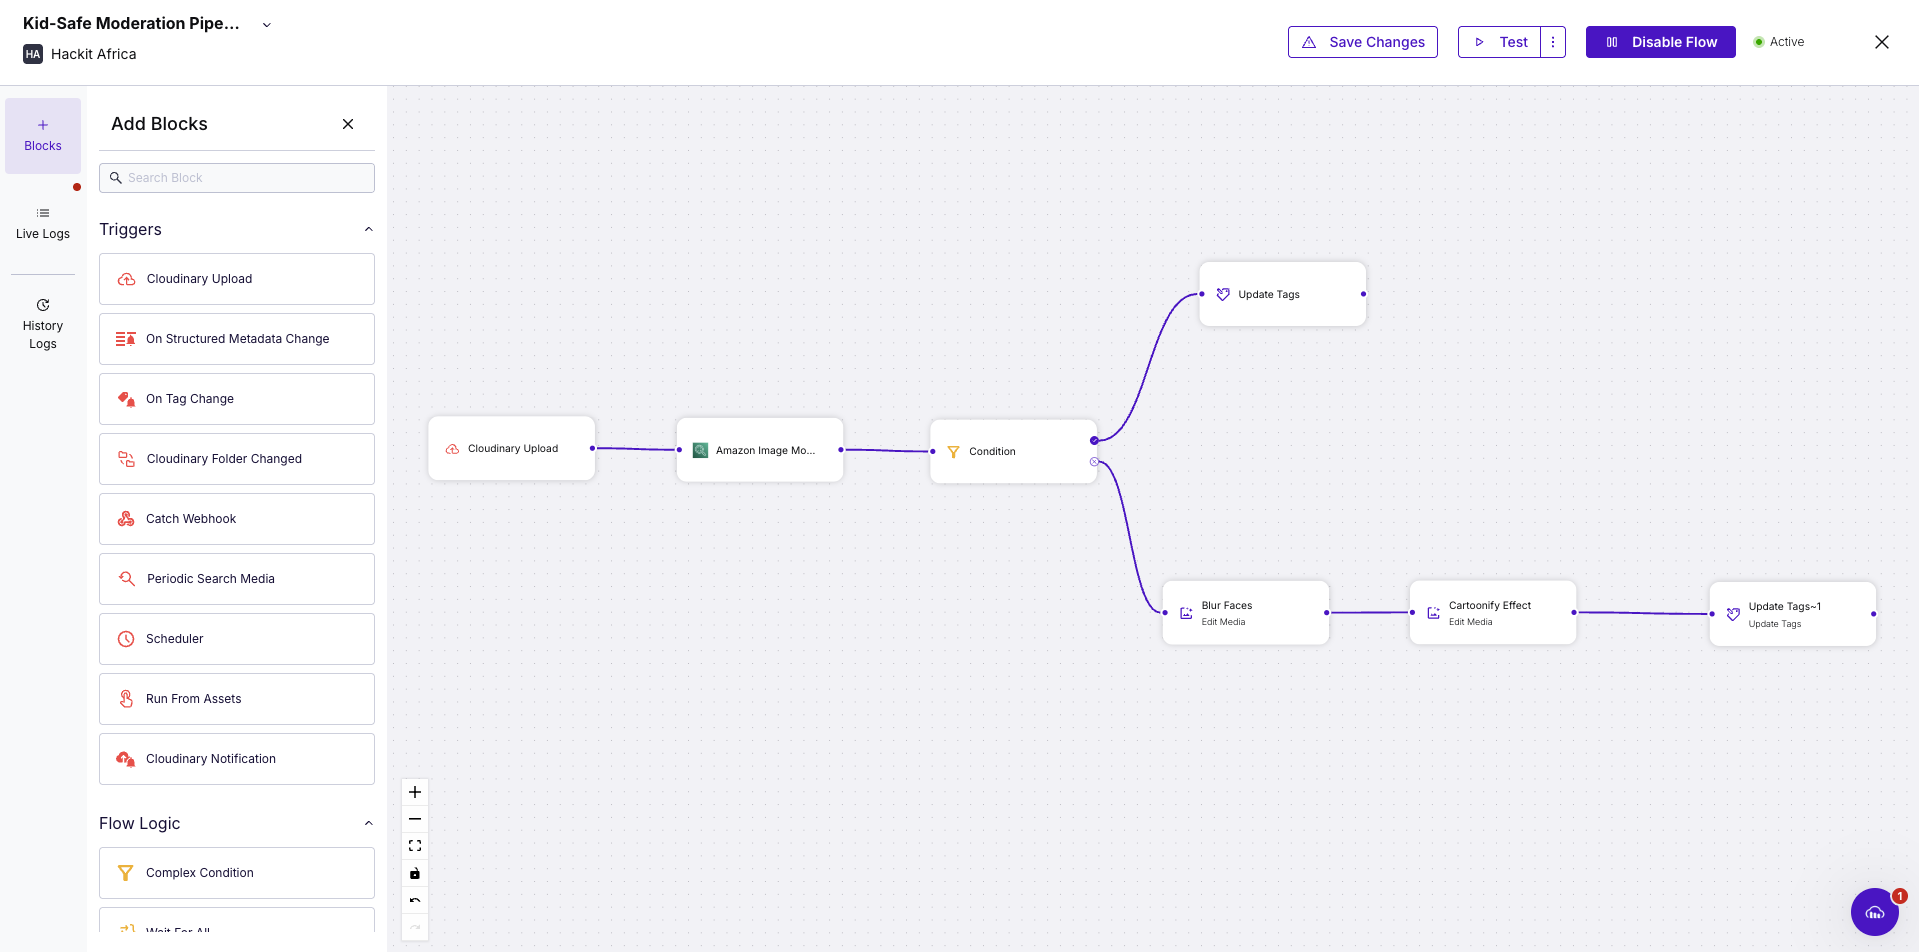 Kid-Safe Moderation Pipe...
HA Hackit Africa
Save Changes
Test
Disable Flow
Active
Blocks
Live Logs
History
Logs
Add Blocks
Search Block
Triggers
Cloudinary Upload
On Structured Metadata Change
On Tag Change
Cloudinary Folder Changed
Catch Webhook
Periodic Search Media
Scheduler
Run From Assets
Cloudinary Notification
Flow Logic
Complex Condition
Wait For All
Cloudinary Upload
Amazon Image Mo...
Condition
Update Tags
Blur Faces
Edit Media
Cartoonify Effect
Edit Media
Update Tags~1
Update Tags
1